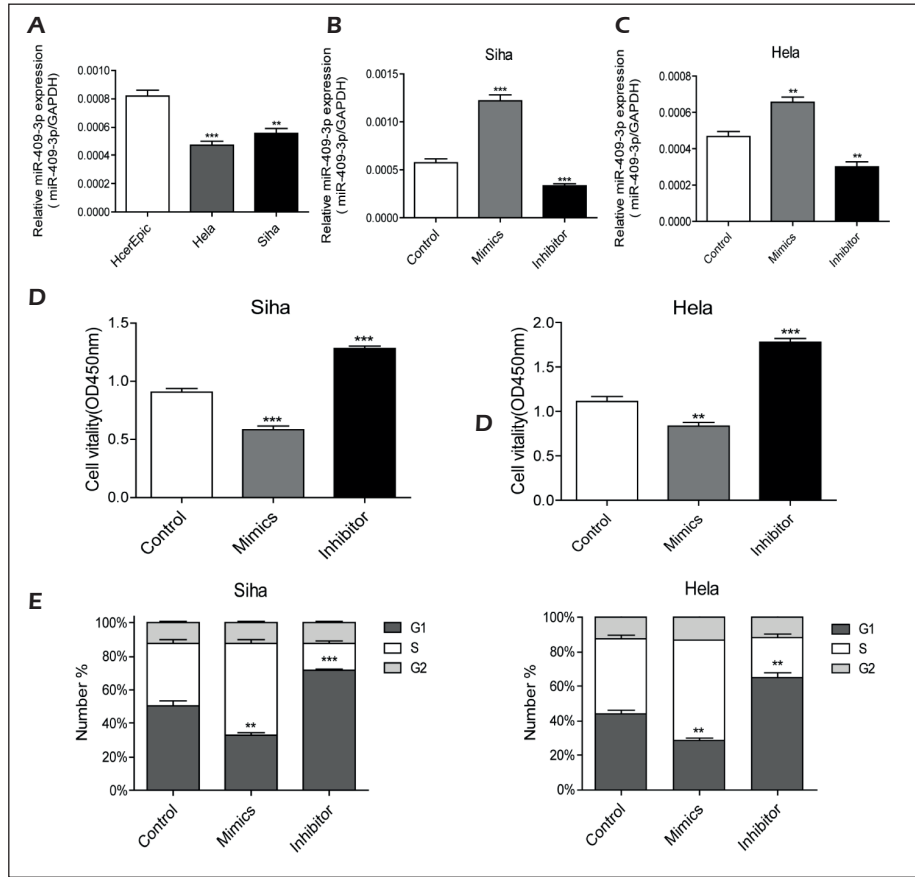 A
Relative miR-409-3p expression
( miR-409-3p/GAPDH)
0.0010
0.0008
0.0006
0.0004
0.0002
0.0000
***
**
HcerEpic
Hela
Siha
B
Siha
Relative miR-409-3p expression
( miR-409-3p/GAPDH)
0.0015
0.0010
0.0005
0.0000
***
***
Control
Mimics
Inhibitor
C
Hela
Relative miR-409-3p expression
( miR-409-3p/GAPDH)
0.0008
0.0006
0.0004
0.0002
0.0000
**
**
Control
Mimics
Inhibitor
D
Siha
Cell vitality(OD450nm)
1.5
1.0
0.5
0.0
***
***
Control
Mimics
Inhibitor
D
Hela
Cell vitality(OD450nm)
2.0
1.5
1.0
0.5
0.0
**
***
Control
Mimics
Inhibitor
E
Siha
Number %
100%
80%
60%
40%
20%
0%
**
***
Control
Mimics
Inhibitor
G1
S
G2
Hela
Number %
100%
80%
60%
40%
20%
0%
**
**
Control
Mimics
Inhibitor
G1
S
G2